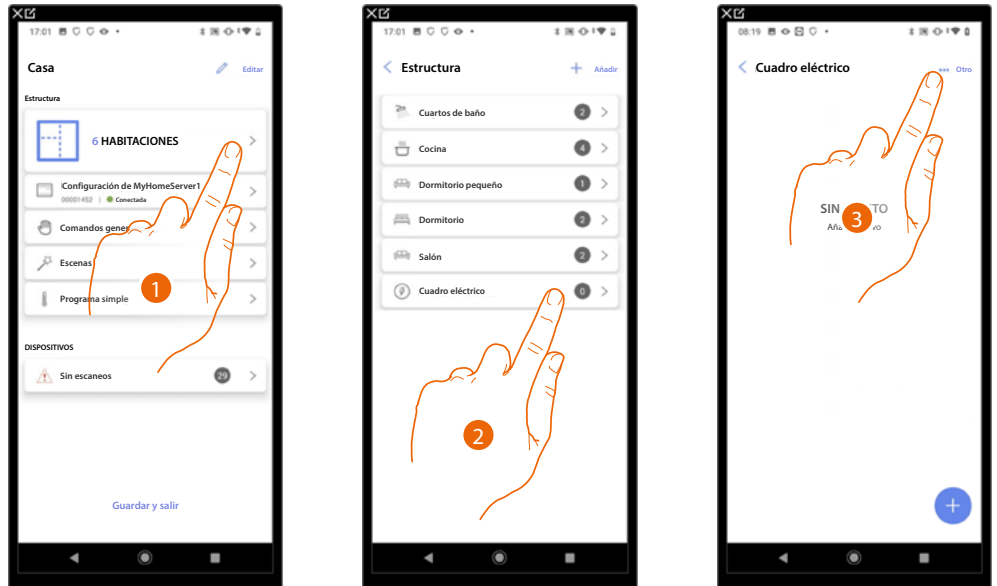 17:01
Casa
Editar
Estructura
6 HABITACIONES
Configuración de MyHomeServer1
00001452 | Conectada
Comandos gener
Escenas
Programa simple
1
DISPOSITIVOS
Sin escaneos
29
Guardar y salir
17:01
Estructura
Añadir
Cuartos de baño
2
Cocina
4
Dormitorio pequeño
1
Dormitorio
2
Salón
2
Cuadro eléctrico
0
2
08:19
Cuadro eléctrico
Otro
SIN
TO
3